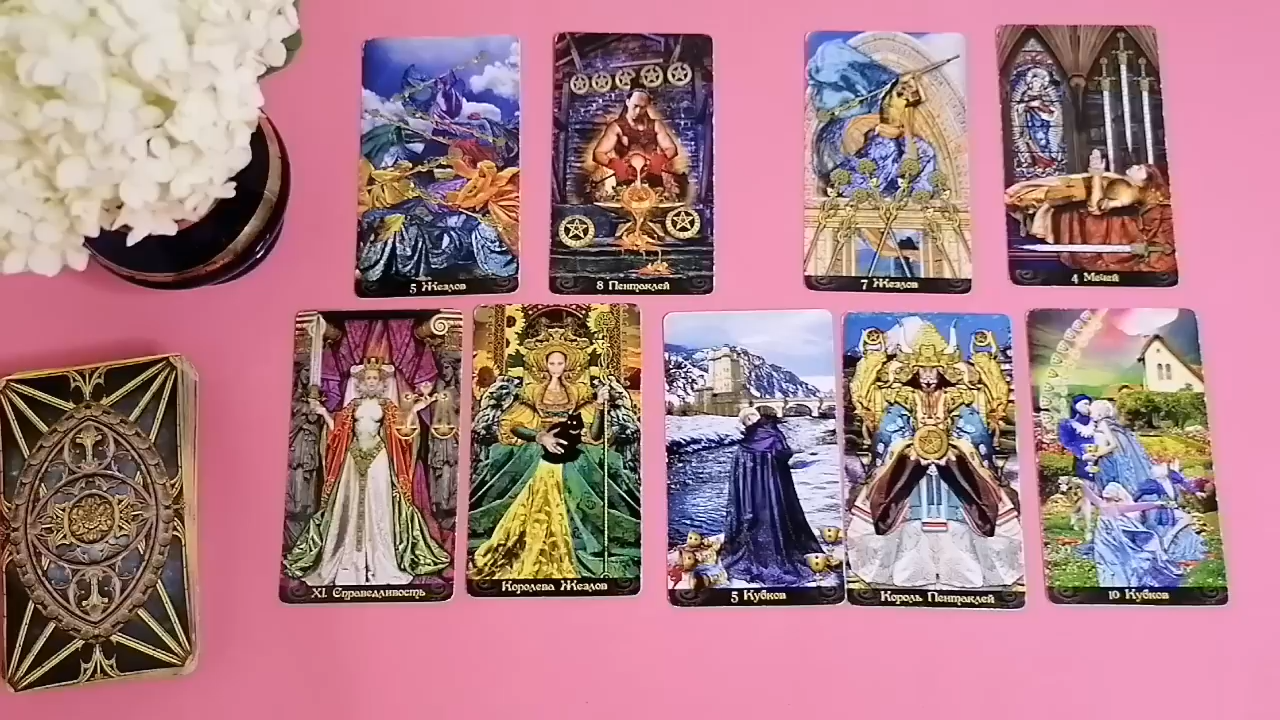 5 Жезлов
8 Пентаклей
7 Жезлов
4 Мечей
XI. Справедливость
Королева Жезлов
5 Кубков
Король Пентаклей
10 Кубков